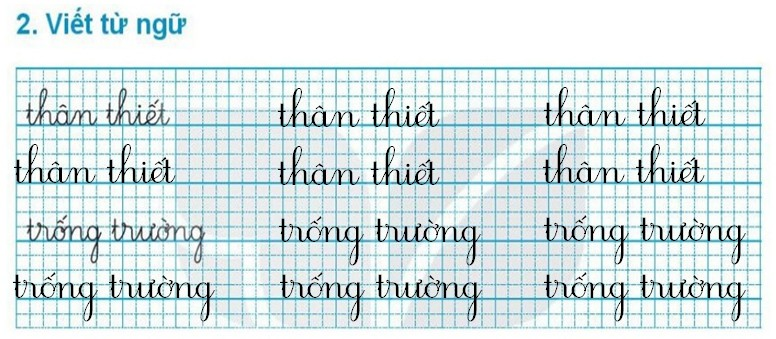 2. Viết từ ngữ
thân thiết thân thiết thân thiết
thân thiết thân thiết thân thiết
trống trường trống trường trống trường
trống trường trống trường trống trường